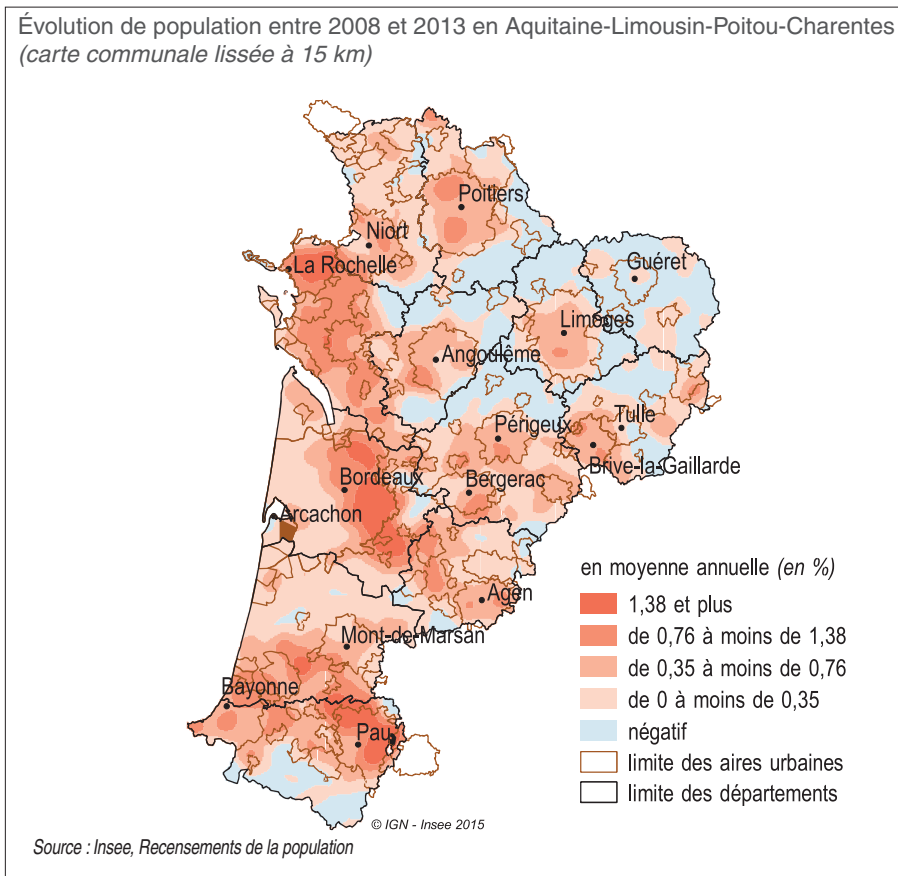 Évolution de population entre 2008 et 2013 en Aquitaine-Limousin-Poitou-Charentes
(carte communale lissée à 15 km)
Poitiers
Niort
La Rochelle
Guéret
Limoges
Angoulême
Tulle
Périgeux
Brive-la-Gaillarde
Bordeaux
Bergerac
Arcachon
Agen
Mont-de-Marsan
Bayonne
Pau
en moyenne annuelle (en %)
1,38 et plus
de 0,76 à moins de 1,38
de 0,35 à moins de 0,76
de 0 à moins de 0,35
négatif
limite des aires urbaines
limite des départements
© IGN - Insee 2015
Source : Insee, Recensements de la population